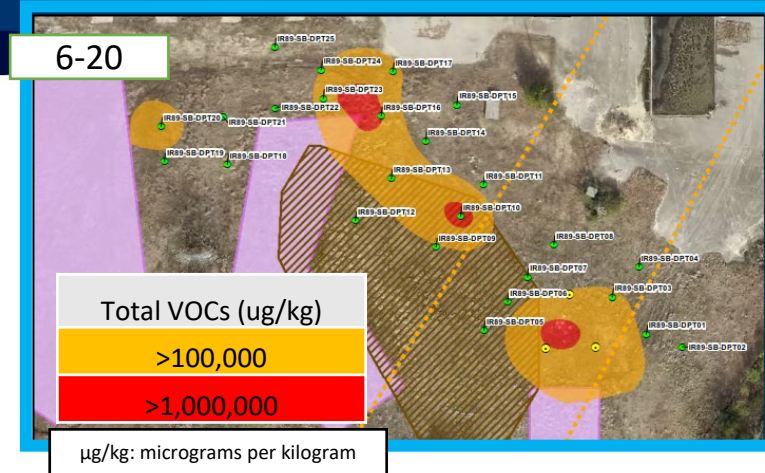 6-20
IR89-SB-DPT25
IR89-SB-DPT24
IR89-SB-DPT17
IR89-SB-DPT23
IR89-SB-DPT15
IR89-SB-DPT22
IR89-SB-DPT16
IR89-SB-DPT20
IR89-SB-DPT21
IR89-SB-DPT14
IR89-SB-DPT19
IR89-SB-DPT18
IR89-SB-DPT13
IR89-SB-DPT11
IR89-SB-DPT12
IR89-SB-DPT10
IR89-SB-DPT09
IR89-SB-DPT08
IR89-SB-DPT04
IR89-SB-DPT07
IR89-SB-DPT06
IR89-SB-DPT03
IR89-SB-DPT05
IR89-SB-DPT01
IR89-SB-DPT02
Total VOCs (ug/kg)
>100,000
>1,000,000
µg/kg: micrograms per kilogram